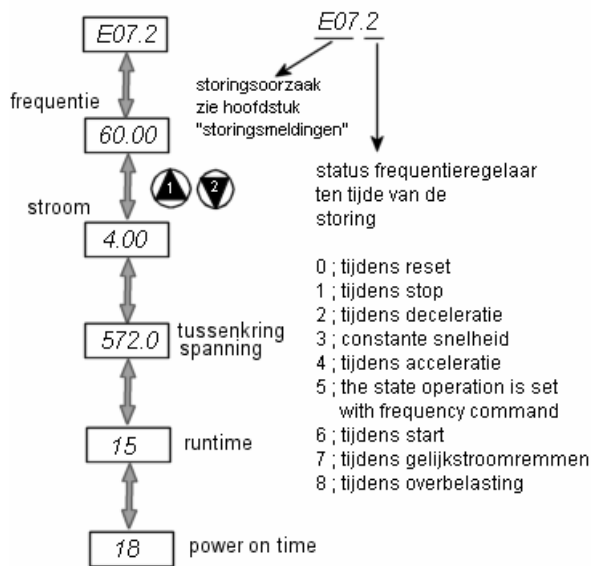 E07.2
frequentie
60.00
1 2
stroom
4.00
572.0
tussenkring
spanning
15
runtime
18
power on time
E07.2
storingsoorzaak
zie hoofdstuk
"storingsmeldingen"
status frequentieregelaar
ten tijde van de
storing
0 ; tijdens reset
1 ; tijdens stop
2 ; tijdens deceleratie
3 ; constante snelheid
4 ; tijdens acceleratie
5 ; the state operation is set
with frequency command
6 ; tijdens start
7 ; tijdens gelijkstroomremmen
8 ; tijdens overbelasting